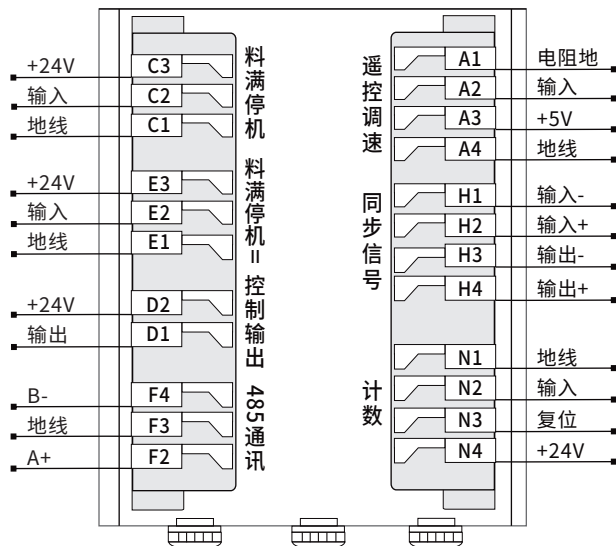 +24V C3
输入 C2
地线 C1
料满停机
+24V E3
输入 E2
地线 E1
料满停机=
+24V D2
输出 D1
控制输出
B- F4
地线 F3
A+ F2
485通讯
遥控调速
A1 电阻地
A2 输入
A3 +5V
A4 地线
同步信号
H1 输入-
H2 输入+
H3 输出-
H4 输出+
计数
N1 地线
N2 输入
N3 复位
N4 +24V